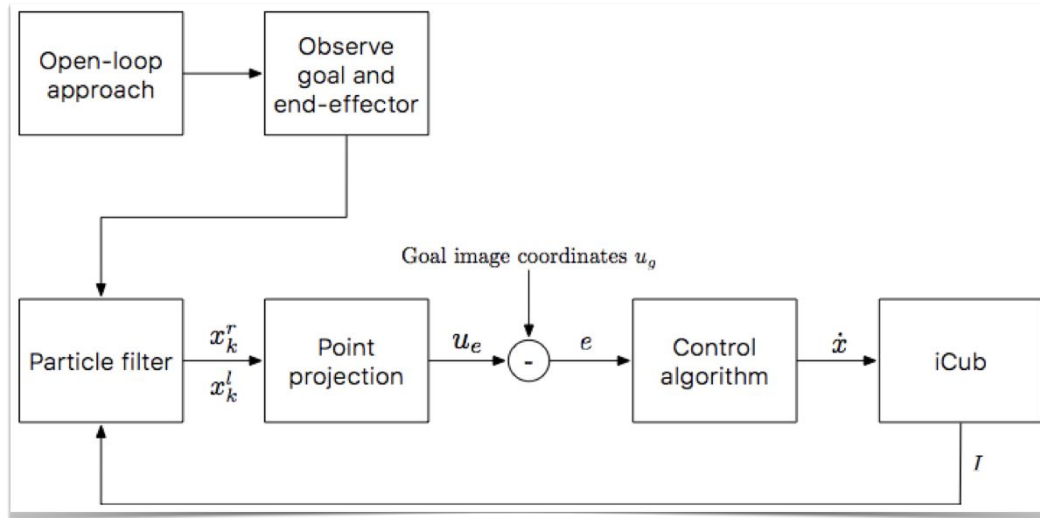 Open-loop
approach
Observe
goal and
end-effector
Goal image coordinates $u_g$
Particle filter
$x_k^r$
$x_k^l$
Point
projection
$u_e$
-
$e$
Control
algorithm
$\dot{x}$
iCub
$I$